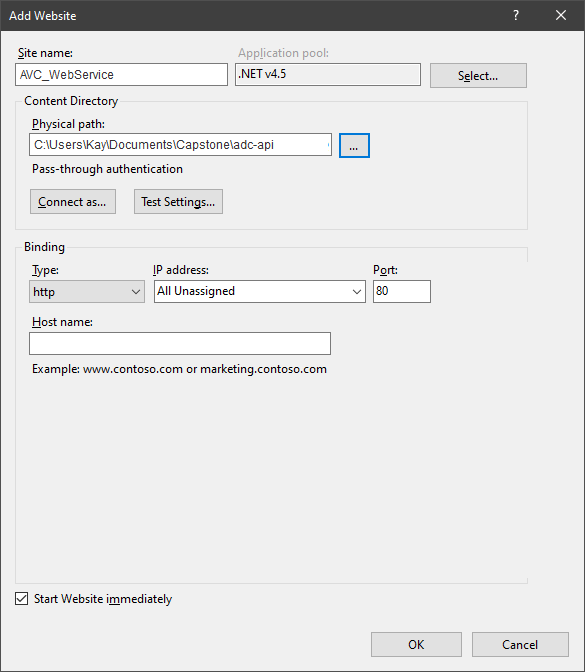 Add Website
?
Site name:
Application pool:
AVC_WebService
.NET v4.5
Select...
Content Directory
Physical path:
C:\Users\Kay\Documents\Capstone\adc-api
...
Pass-through authentication
Connect as...
Test Settings...
Binding
Type:
IP address:
Port:
http
All Unassigned
80
Host name:
Example: www.contoso.com or marketing.contoso.com
Start Website immediately
OK
Cancel